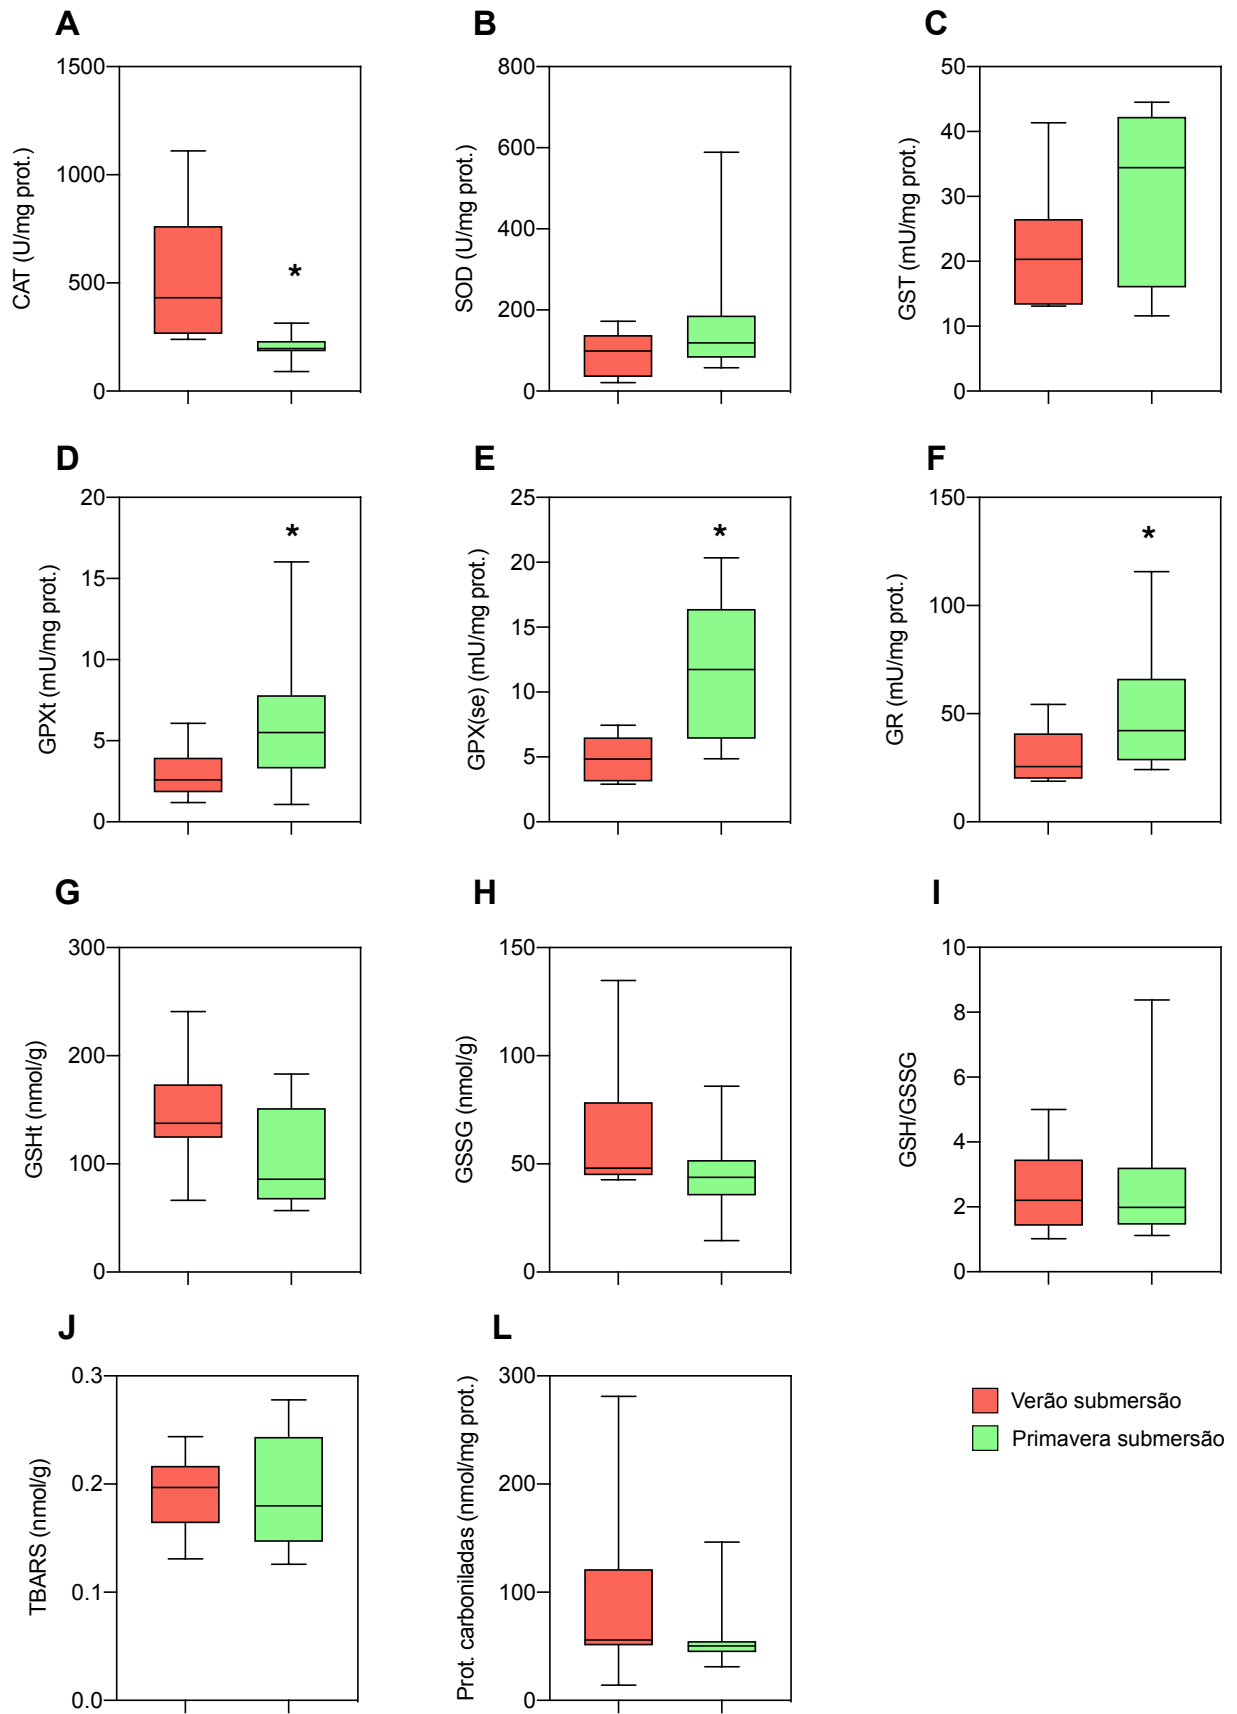 A
B
C
CAT (U/mg prot.)
1500
1000
500
0
*
SOD (U/mg prot.)
800
600
400
200
0
GST (mU/mg prot.)
50
40
30
20
10
0
D
E
F
GPXt (mU/mg prot.)
20
15
10
5
0
*
GPX(se) (mU/mg prot.)
25
20
15
10
5
0
*
GR (mU/mg prot.)
150
100
50
0
*
G
H
I
GSHt (nmol/g)
300
200
100
0
GSSG (nmol/g)
150
100
50
0
GSH/GSSG
10
8
6
4
2
0
J
L
TBARS (nmol/g)
0.3
0.2
0.1
0.0
Prot. carboniladas (nmol/mg prot.)
300
200
100
0
Verão submersão
Primavera submersão